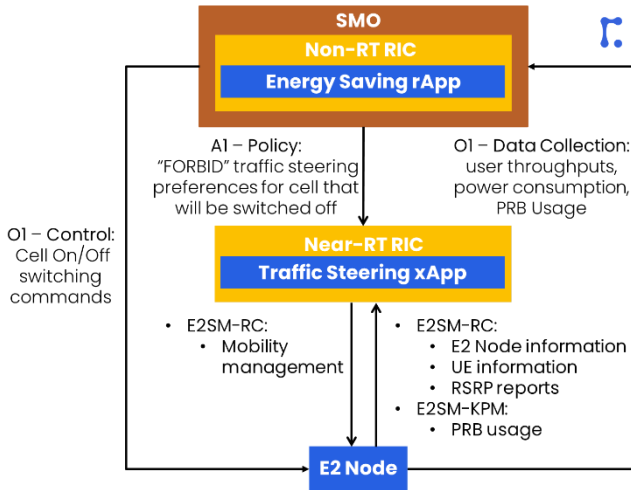 SMO
Non-RT RIC
Energy Saving rApp
A1 – Policy:
“FORBID” traffic steering
preferences for cell that
will be switched off
O1 – Data Collection:
user throughputs,
power consumption,
PRB Usage
O1 – Control:
Cell On/Off
switching
commands
Near-RT RIC
Traffic Steering xApp
• E2SM-RC:
• Mobility
management
• E2SM-RC:
• E2 Node information
• UE information
• RSRP reports
• E2SM-KPM:
• PRB usage
E2 Node